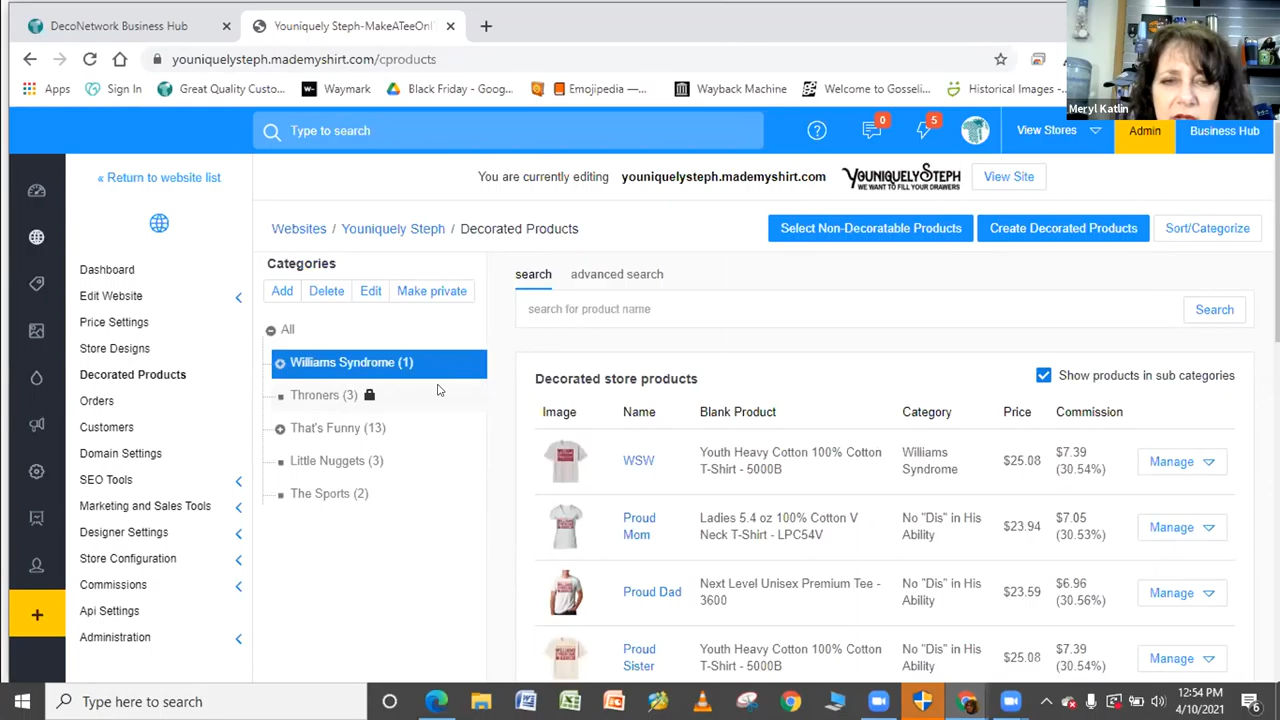 DecoNetwork Business Hub
Youniquely Steph-MakeATeeOnl
youniquelysteph.mademyshirt.com/cproducts
Apps
Sign In
Great Quality Custo...
Waymark
Black Friday - Goog...
Emojipedia —...
Wayback Machine
Welcome to Gosseli...
Historical Images -...
Meryl Katlin
Type to search
0
5
View Stores
Admin
Business Hub
« Return to website list
You are currently editing youniquelysteph.mademyshirt.com
YOUNIQUELY STEPH
WE WANT TO FILL YOUR DRAWERS
View Site
Websites / Youniquely Steph / Decorated Products
Select Non-Decoratable Products
Create Decorated Products
Sort/Categorize
Dashboard
Edit Website
Price Settings
Store Designs
Decorated Products
Orders
Customers
Domain Settings
SEO Tools
Marketing and Sales Tools
Designer Settings
Store Configuration
Commissions
Api Settings
Administration
Categories
Add
Delete
Edit
Make private
All
Williams Syndrome (1)
Throners (3)
That's Funny (13)
Little Nuggets (3)
The Sports (2)
search
advanced search
search for product name
Search
Decorated store products
Show products in sub categories
Image Name Blank Product Category Price Commission
WSW Youth Heavy Cotton 100% Cotton Williams $25.08 $7.39 Manage
T-Shirt - 5000B Syndrome (30.54%)
Proud Ladies 5.4 oz 100% Cotton V No "Dis" in His $23.94 $7.05 Manage
Mom Neck T-Shirt - LPC54V Ability (30.53%)
Proud Dad Next Level Unisex Premium Tee - No "Dis" in His $23.59 $6.96 Manage
3600 Ability (30.56%)
Proud Youth Heavy Cotton 100% Cotton No "Dis" in His $25.08 $7.39 Manage
Sister T-Shirt - 5000B Ability (30.54%)
Type here to search
12:54 PM
4/10/2021
6